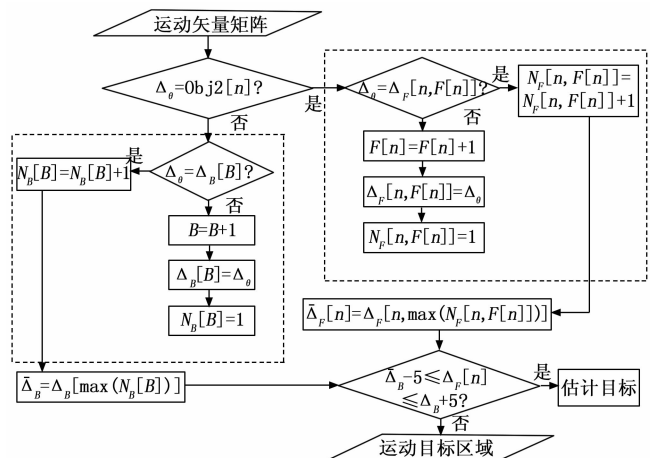 运动矢量矩阵
Δθ=Obj2[n]?
是
否
Δθ=ΔF[n,F[n]]?
是
否
NF[n,F[n]]=
NF[n,F[n]]+1
F[n]=F[n]+1
ΔF[n,F[n]]=Δθ
NF[n,F[n]]=1
Δθ=ΔB[B]?
是
否
NB[B]=NB[B]+1
B=B+1
ΔB[B]=Δθ
NB[B]=1
Δ̄F[n]=ΔF[n,max(NF[n,F[n]])]
Δ̄B=ΔB[max(NB[B])]
Δ̄B-5≤ΔF[n]
≤ΔB+5?
是
否
估计目标
运动目标区域